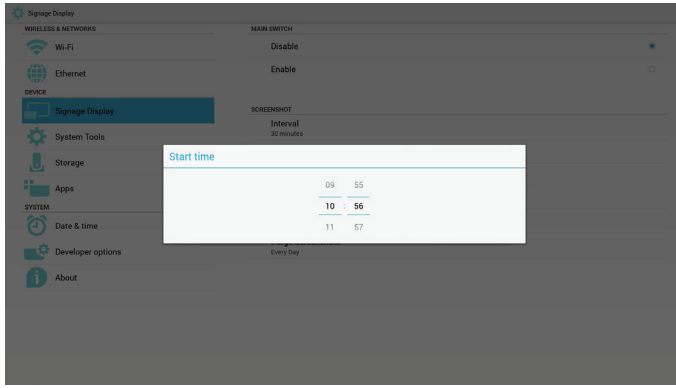 Signage Display
WIRELESS & NETWORKS
Wi-Fi
Ethernet
DEVICE
Signage Display
System Tools
Storage
Apps
SYSTEM
Date & time
Developer options
About
MAIN SWITCH
Disable
Enable
SCREENSHOT
Interval
30 minutes
Start time
09 55
10 : 56
11 57
Every Day